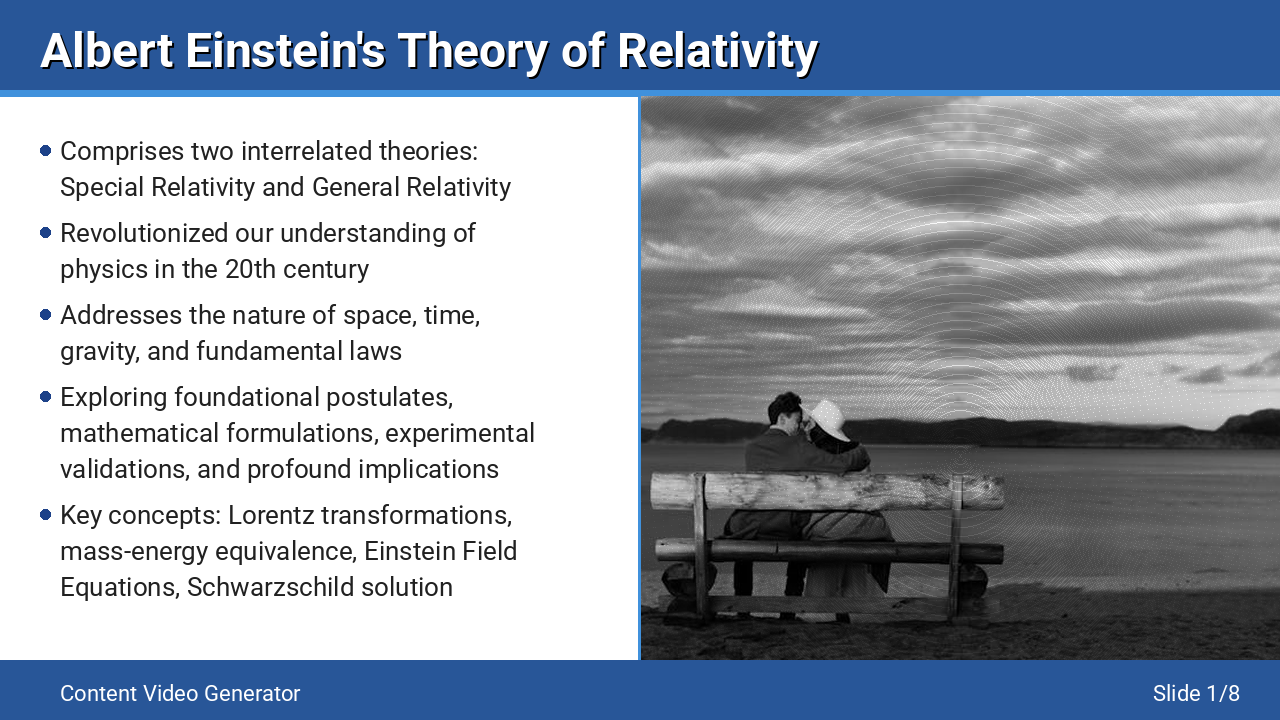 Albert Einstein's Theory of Relativity
Comprises two interrelated theories:
Special Relativity and General Relativity
Revolutionized our understanding of
physics in the 20th century
Addresses the nature of space, time,
gravity, and fundamental laws
Exploring foundational postulates,
mathematical formulations, experimental
validations, and profound implications
Key concepts: Lorentz transformations,
mass-energy equivalence, Einstein Field
Equations, Schwarzschild solution
Content Video Generator
Slide 1/8